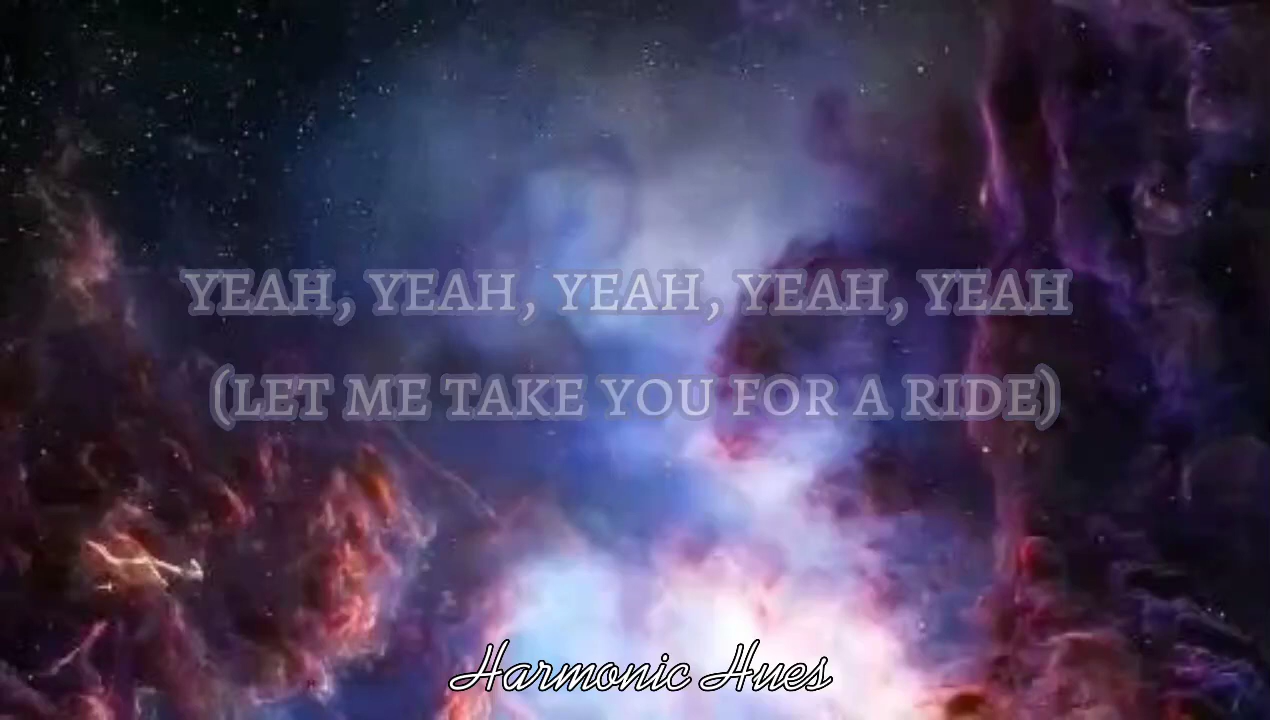 YEAH, YEAH, YEAH, YEAH, YEAH
(LET ME TAKE YOU FOR A RIDE)
Harmonic Hues